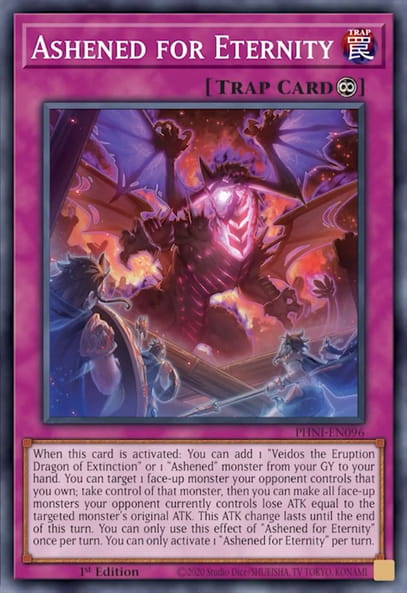 ASHENED FOR ETERNITY
TRAP
罠
[TRAP CARD ]
PHNI-EN096
When this card is activated: You can add 1 "Veidos the Eruption
Dragon of Extinction" or 1 "Ashened" monster from your GY to your
hand. You can target 1 face-up monster your opponent controls that
you own; take control of that monster, then you can make all face-up
monsters your opponent currently controls lose ATK equal to the
targeted monster's original ATK. This ATK change lasts until the end
of this turn. You can only use this effect of "Ashened for Eternity"
once per turn. You can only activate 1 "Ashened for Eternity" per turn.
1st Edition
©2020 Studio Dice/SHUEISHA, TV TOKYO, KONAMI